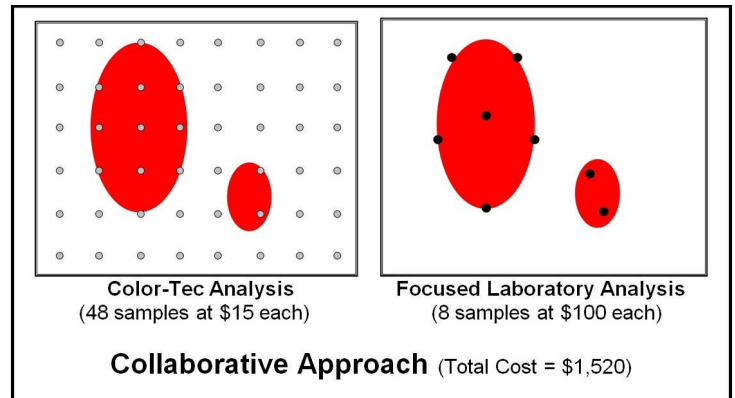 Color-Tec Analysis
(48 samples at $15 each)
Focused Laboratory Analysis
(8 samples at $100 each)
Collaborative Approach (Total Cost = $1,520)